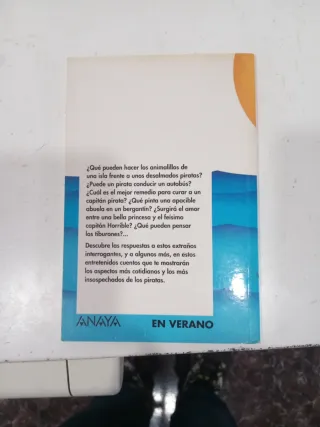 ¿Qué pueden hacer los animalillos de
una isla frente a unos desalmados piratas?
¿Puede un pirata conducir un autobús?
¿Cuál es el mejor remedio para curar a un
capitán pirata? ¿Qué pinta una apacible
abuela en un bergantín? ¿Surgirá el amor
entre una bella princesa y el feísimo
capitán Horrible? ¿Qué pueden pensar
los tiburones?...
Descubre las respuestas a estos extraños
interrogantes, y a algunos más, en estos
entretenidos cuentos que te mostrarán
los aspectos más cotidianos y los más
insospechados de los piratas.
ANAYA
EN VERANO